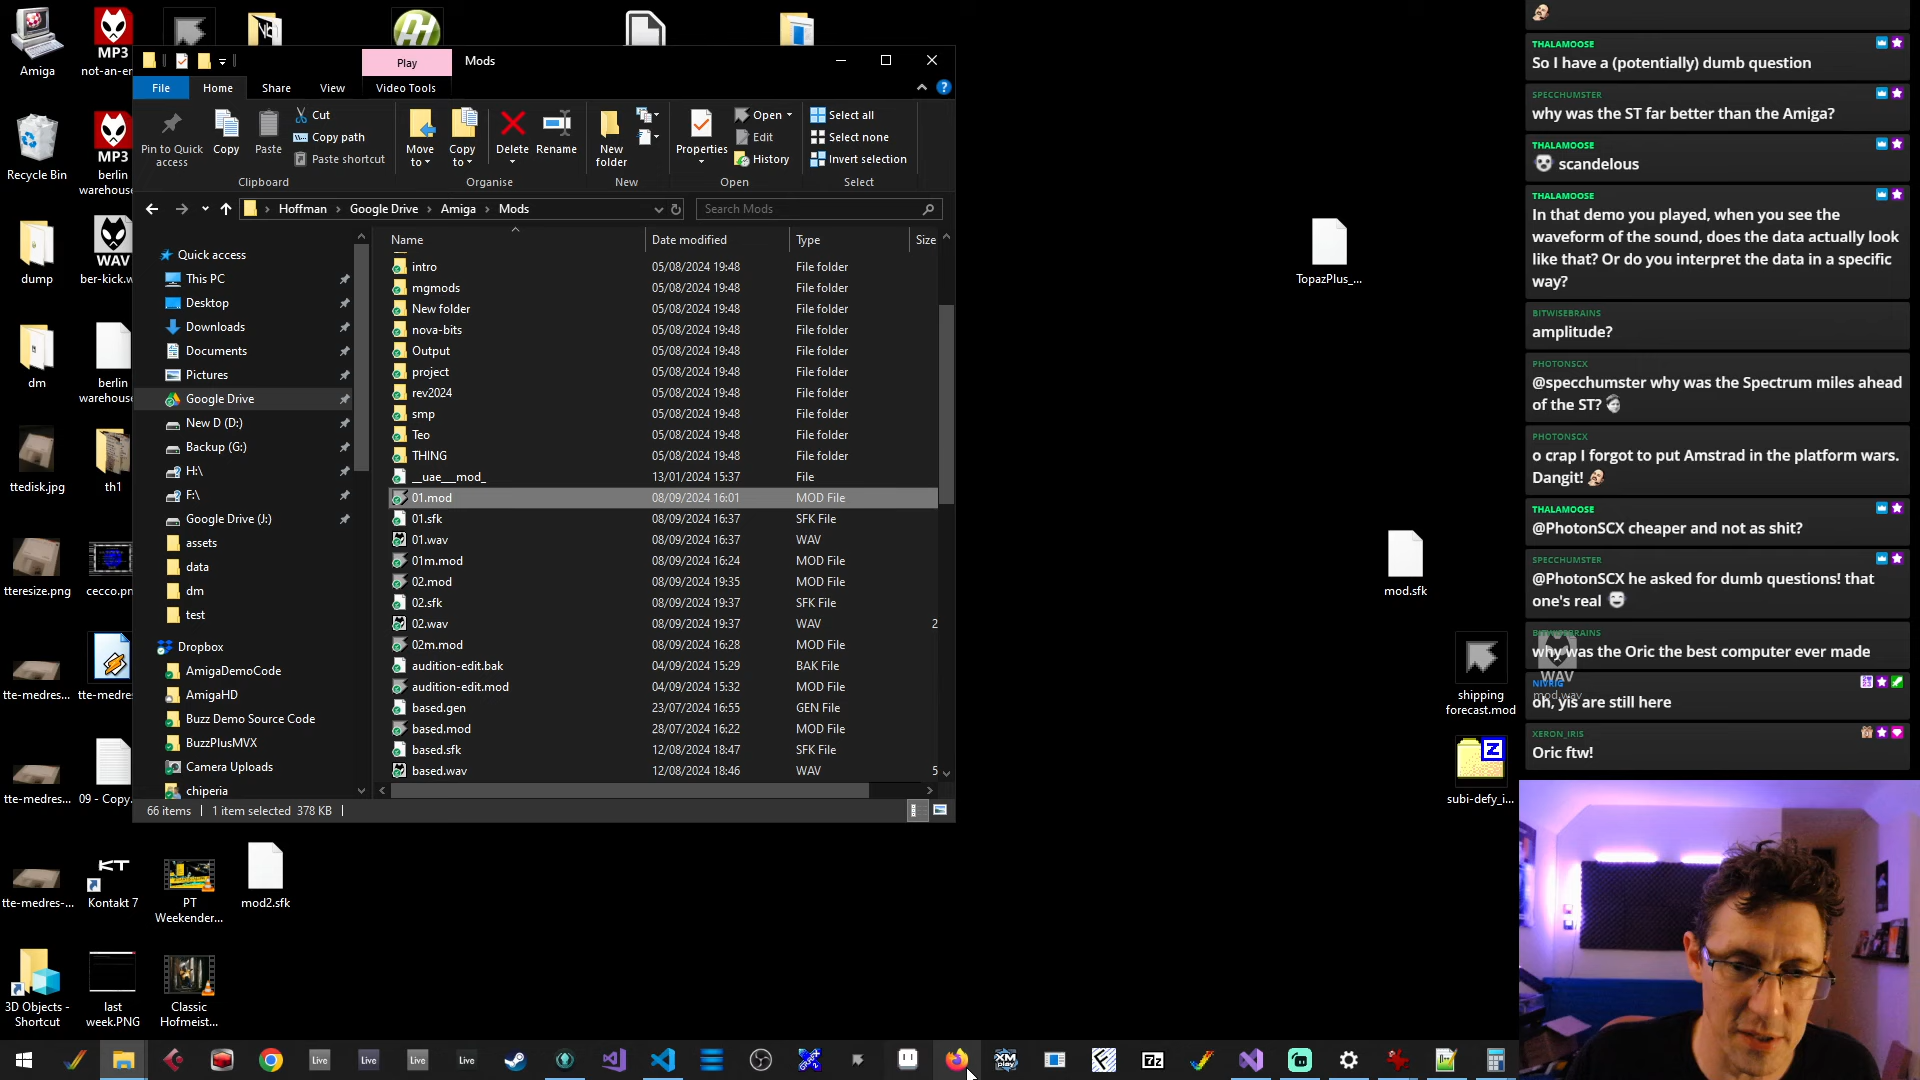 Amiga
MP3
not-an-er
Recycle Bin
MP3
berlin
warehous
dump
WAV
ber-kick.w
dm
berlin
warehous
ttedisk.jpg
th1
tteresize.png
cecco.pn
tte-medres...
tte-medres
tte-medres...
09 - Copy.
tte-medres-...
KT
Kontakt 7
PT
Weekender...
mod2.sfk
3D Objects -
Shortcut
last
week.PNG
Classic
Hofmeist...
Play
Mods
File
Home
Share
View
Video Tools
Pin to Quick
access
Copy
Paste
Cut
Copy path
Paste shortcut
Clipboard
Move
to
Copy
to
Delete
Rename
Organise
New
folder
New
Properties
Open
Edit
History
Open
Select all
Select none
Invert selection
Select
Hoffman
Google Drive
Amiga
Mods
Search Mods
Quick access
This PC
Desktop
Downloads
Documents
Pictures
Google Drive
New D (D:)
Backup (G:)
H:\
F:\
Google Drive (J:)
assets
data
dm
test
Dropbox
AmigaDemoCode
AmigaHD
Buzz Demo Source Code
BuzzPlusMVX
Camera Uploads
chiperia
Name Date modified Type Size
intro 05/08/2024 19:48 File folder
mgmods 05/08/2024 19:48 File folder
New folder 05/08/2024 19:48 File folder
nova-bits 05/08/2024 19:48 File folder
Output 05/08/2024 19:48 File folder
project 05/08/2024 19:48 File folder
rev2024 05/08/2024 19:48 File folder
smp 05/08/2024 19:48 File folder
Teo 05/08/2024 19:48 File folder
THING 05/08/2024 19:48 File folder
__uae___mod_ 13/01/2024 15:37 File
01.mod 08/09/2024 16:01 MOD File
01.sfk 08/09/2024 16:37 SFK File
01.wav 08/09/2024 16:37 WAV
01m.mod 08/09/2024 16:24 MOD File
02.mod 08/09/2024 19:35 MOD File
02.sfk 08/09/2024 19:37 SFK File
02.wav 08/09/2024 19:37 WAV 2
02m.mod 08/09/2024 16:28 MOD File
audition-edit.bak 04/09/2024 15:29 BAK File
audition-edit.mod 04/09/2024 15:32 MOD File
based.gen 23/07/2024 16:55 GEN File
based.mod 28/07/2024 16:22 MOD File
based.sfk 12/08/2024 18:47 SFK File
based.wav 12/08/2024 18:46 WAV 5
66 items 1 item selected 378 KB
TopazPlus_...
mod.sfk
shipping
forecast.mod
WAV
mod.wav
Z
subi-defy_i...
THALAMOOSE
So I have a (potentially) dumb question
SPECCHUMSTER
why was the ST far better than the Amiga?
THALAMOOSE
scandelous
THALAMOOSE
In that demo you played, when you see the
waveform of the sound, does the data actually look
like that? Or do you interpret the data in a specific
way?
BITWISEBRAINS
amplitude?
PHOTONSCX
@specchumster why was the Spectrum miles ahead
of the ST?
PHOTONSCX
o crap I forgot to put Amstrad in the platform wars.
Dangit!
THALAMOOSE
@PhotonSCX cheaper and not as shit?
SPECCHUMSTER
@PhotonSCX he asked for dumb questions! that
one's real
BITWISEBRAINS
why was the Oric the best computer ever made
NIVRIG
oh, yis are still here
XERON_IRIS
Oric ftw!
Live
Live
Live
Live
XM
play
7z